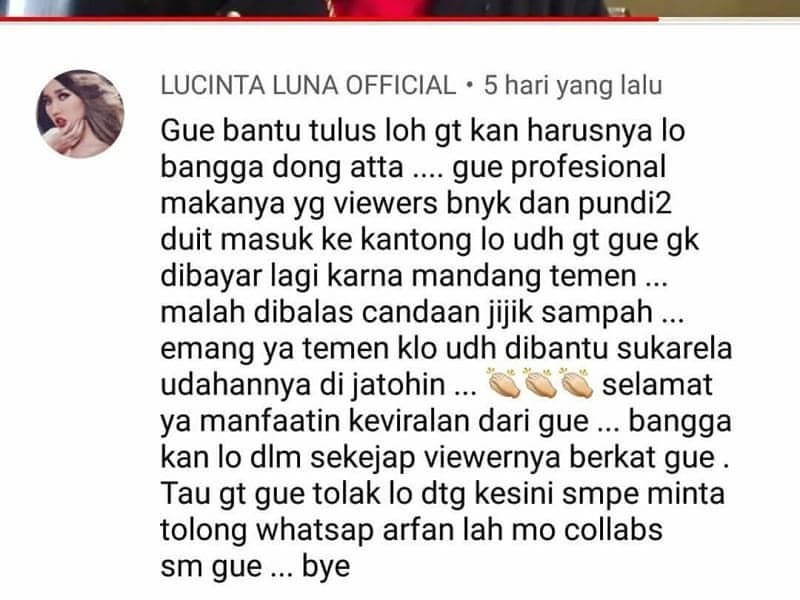 LUCINTA LUNA OFFICIAL • 5 hari yang lalu
Gue bantu tulus loh gt kan harusnya lo
bangga dong atta .... gue profesional
makanya yg viewers bnyk dan pundi2
duit masuk ke kantong lo udh gt gue gk
dibayar lagi karna mandang temen ...
malah dibalas candaan jijik sampah ...
emang ya temen klo udh dibantu sukarela
udahannya di jatohin ... 👏🏼👏🏼👏🏼 selamat
ya manfaatin keviralan dari gue ... bangga
kan lo dlm sekejap viewernya berkat gue .
Tau gt gue tolak lo dtg kesini smpe minta
tolong whatsap arfan lah mo collabs
sm gue ... bye